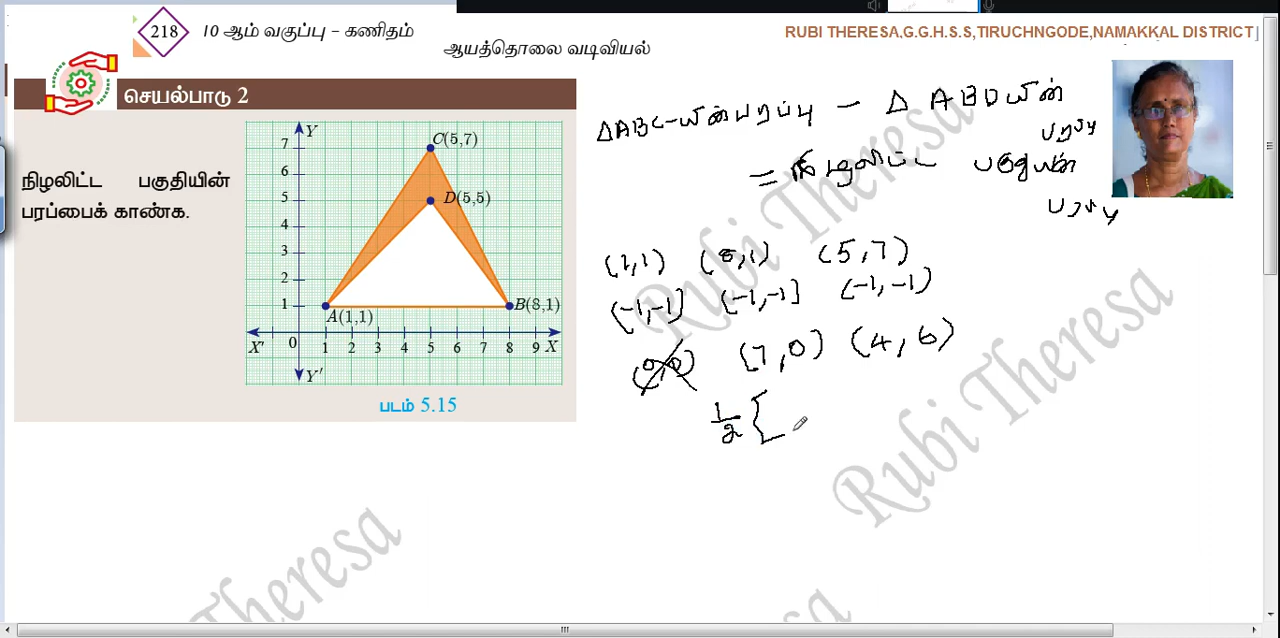 218
10 ஆம் வகுப்பு – கணிதம்
ஆயத்தொலை வடிவியல்
RUBI THERESA,G.G.H.S.S,TIRUCHNGODE,NAMAKKAL DISTRICT
செயல்பாடு 2
நிழலிட்ட பகுதியின்
பரப்பைக் காண்க.
Y
7
6
5
4
3
2
1
C(5,7)
D(5,5)
A(1,1)
B(8,1)
X' 0 1 2 3 4 5 6 7 8 9 X
Y'
படம் 5.15
ΔABC-யின்பரப்பு – Δ ABDயின்
பரப்பு
= நிழலிட்ட பகுதியின்
பரப்பு
(1,1) (8,1) (5,7)
(-1,-1] (-1,-1] (-1,-1)
(0,0) (7,0) (4,6)
1/2 [
Rubi Theresa
Rubi Theresa
Rubi Theresa
Theresa